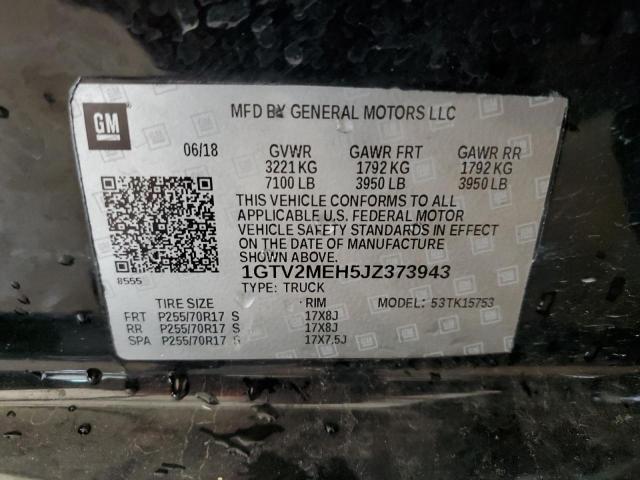 GM
MFD BY GENERAL MOTORS LLC
06/18 GVWR GAWR FRT GAWR RR
3221 KG 1792 KG 1792 KG
7100 LB 3950 LB 3950 LB
THIS VEHICLE CONFORMS TO ALL
APPLICABLE U.S. FEDERAL MOTOR
VEHICLE SAFETY STANDARDS IN EFFECT
ON THE DATE OF MANUFACTURE
SHOWN ABOVE.
8555
1GTV2MEH5JZ373943
TYPE: TRUCK
TIRE SIZE RIM MODEL: 53TK15753
FRT P255/70R17 S 17X8J
RR P255/70R17 S 17X8J
SPA P255/70R17 S 17X7.5J